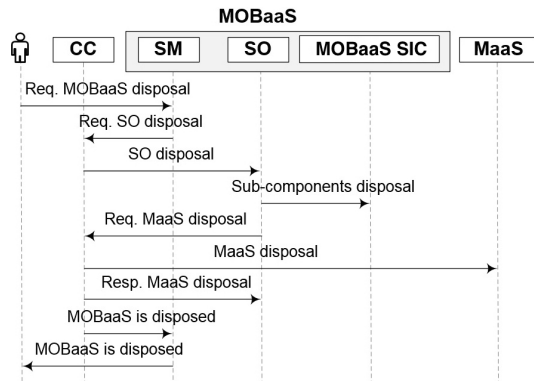 MOBaaS
CC
SM
SO
MOBaaS SIC
MaaS
Req. MOBaaS disposal
Req. SO disposal
SO disposal
Sub-components disposal
Req. MaaS disposal
MaaS disposal
Resp. MaaS disposal
MOBaaS is disposed
MOBaaS is disposed